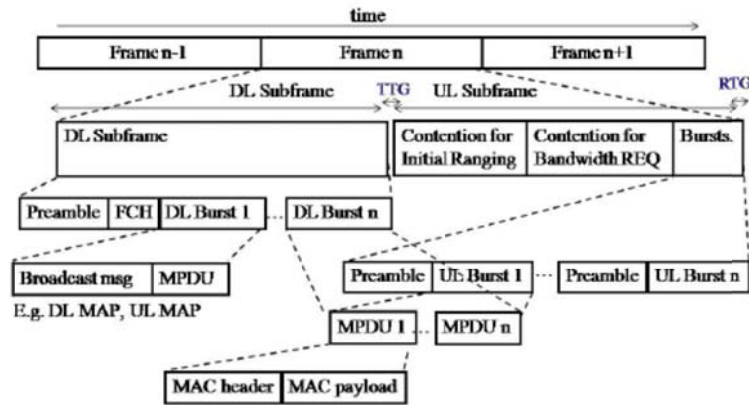 time
Frame n-1 Frame n Frame n+1
DL Subframe TTG UL Subframe RTG
DL Subframe Contention for Contention for Bursts.
Initial Ranging Bandwidth REQ
Preamble FCH DL Burst 1 ... DL Burst n
Broadcast msg MPDU Preamble UL Burst 1 Preamble UL Burst n
E.g. DL MAP, UL MAP
MPDU 1 ... MPDU n
MAC header MAC payload